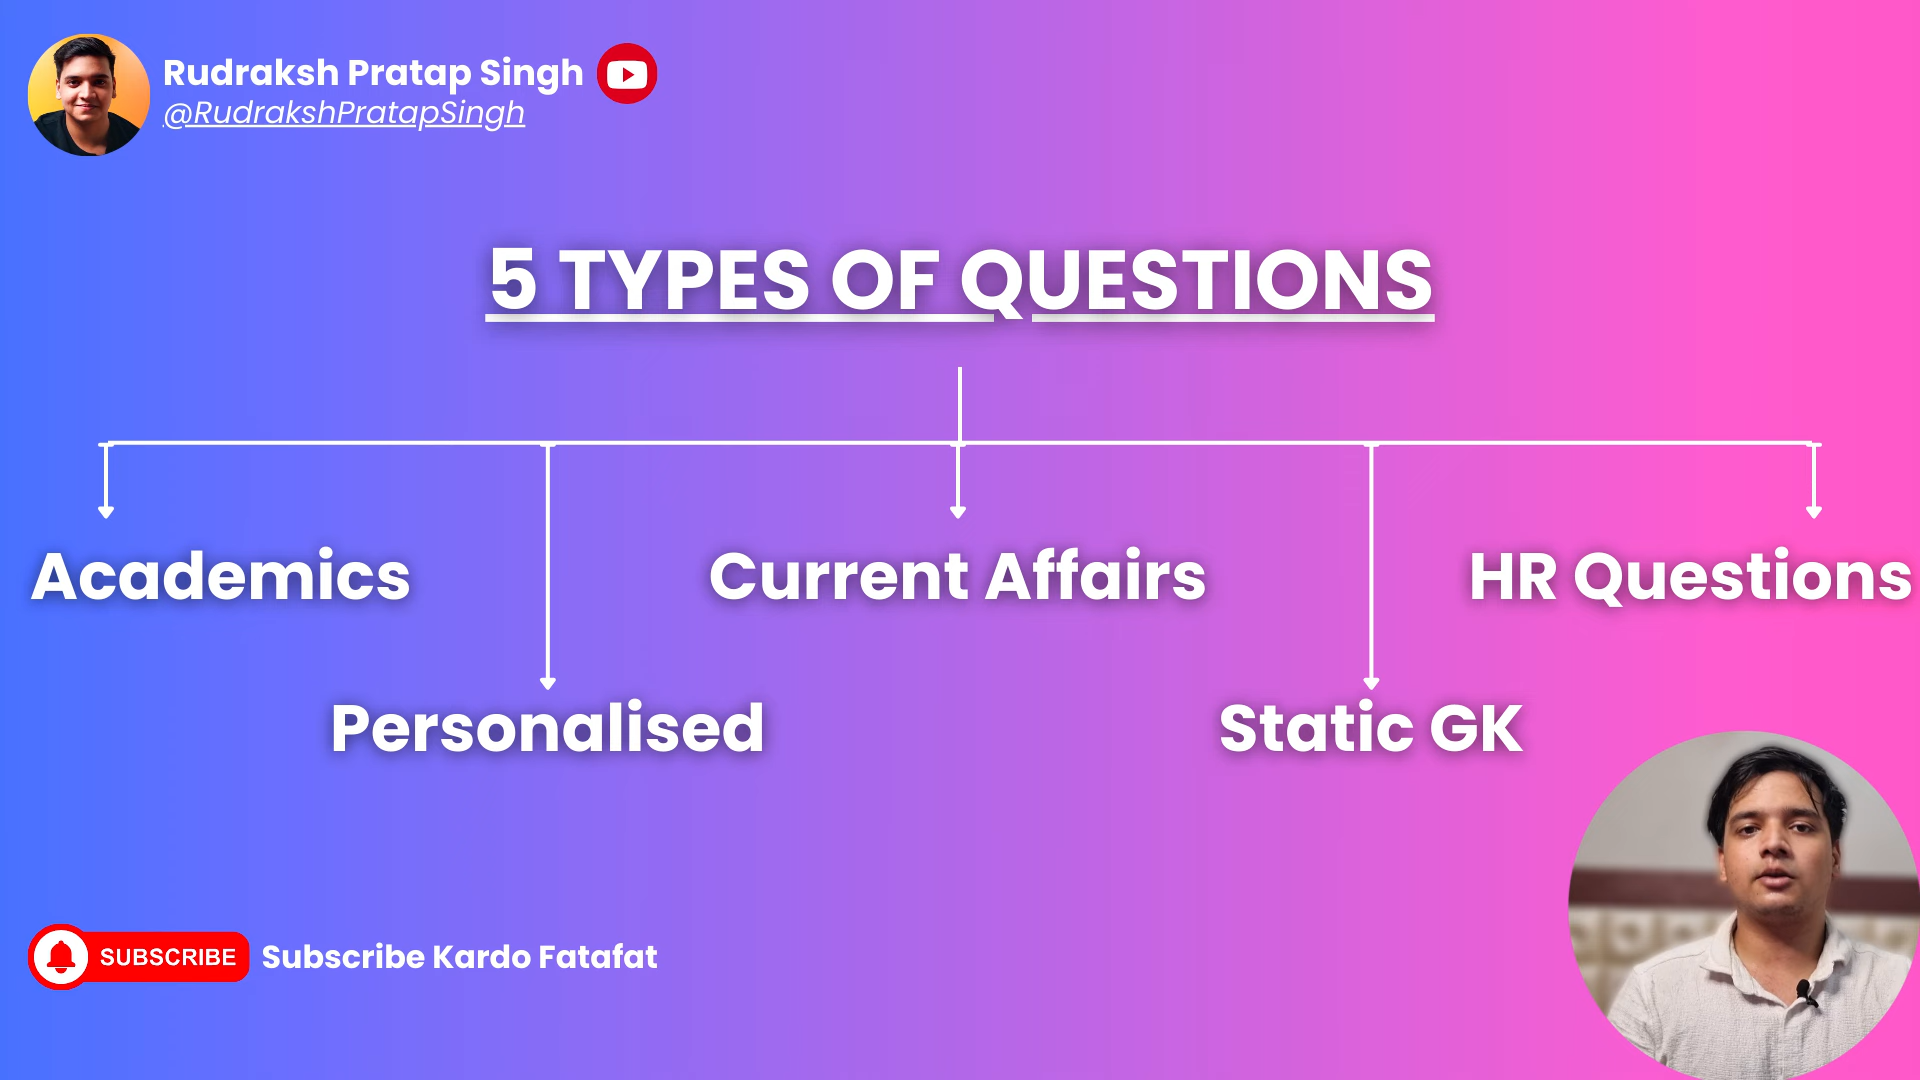 Rudraksh Pratap Singh
@RudrakshPratapSingh
5 TYPES OF QUESTIONS
Academics
Current Affairs
HR Questions
Personalised
Static GK
SUBSCRIBE
Subscribe Kardo Fatafat